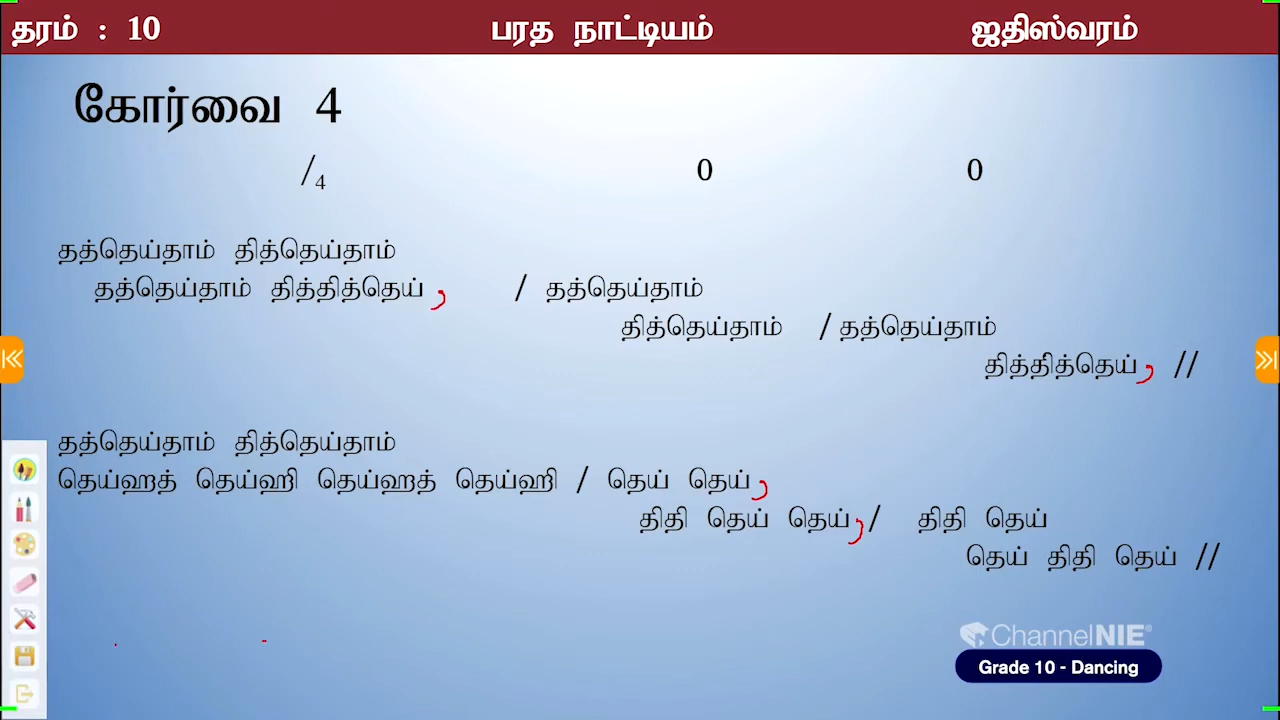 தரம் : 10 பரத நாட்டியம் ஜதிஸ்வரம்
கோர்வை 4
/4 0 0
தத்தெய்தாம் தித்தெய்தாம்
தத்தெய்தாம் தித்தித்தெய் , / தத்தெய்தாம்
தித்தெய்தாம் / தத்தெய்தாம்
தித்தித்தெய் , //
தத்தெய்தாம் தித்தெய்தாம்
தெய்ஹத் தெய்ஹி தெய்ஹத் தெய்ஹி / தெய் தெய் ,
திதி தெய் தெய் , / திதி தெய்
தெய் திதி தெய் //
ChannelNIE
Grade 10 - Dancing